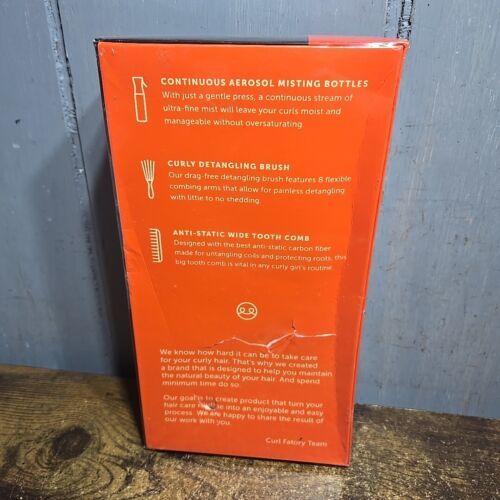 CONTINUOUS AEROSOL MISTING BOTTLES
With just a gentle press, a continuous stream of
ultra-fine mist will leave your curls moist and
manageable without oversaturating.
CURLY DETANGLING BRUSH
Our drag-free detangling brush features 8 flexible
combing arms that allow for painless detangling
with little to no shedding.
ANTI-STATIC WIDE TOOTH COMB
Designed with the best anti-static carbon fiber
made for untangling coils and protecting roots, this
big tooth comb is vital in any curly girl's routine.
We know how hard it can be to take care
for your curly hair. That's why we created
a brand that is designed to help you maintain
the natural beauty of your hair. And spend
minimum time do so.
Our goal is to create product that turn your
hair care into an enjoyable and easy
process. We are happy to share the result of
our work with you.
Curl Fatory Team